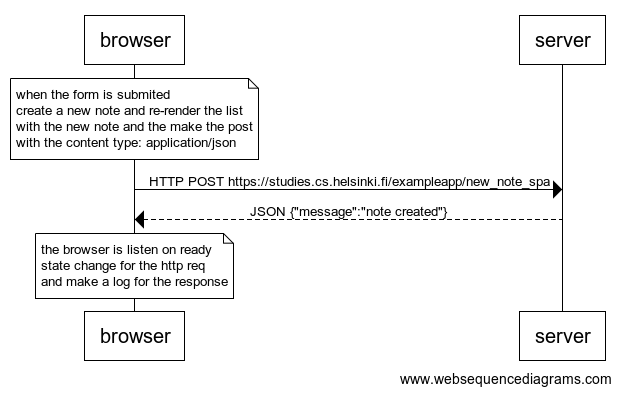 browser
server
when the form is submited
create a new note and re-render the list
with the new note and the make the post
with the content type: application/json
HTTP POST https://studies.cs.helsinki.fi/exampleapp/new_note_spa
JSON {"message":"note created"}
the browser is listen on ready
state change for the http req
and make a log for the response
browser
server
www.websequencediagrams.com